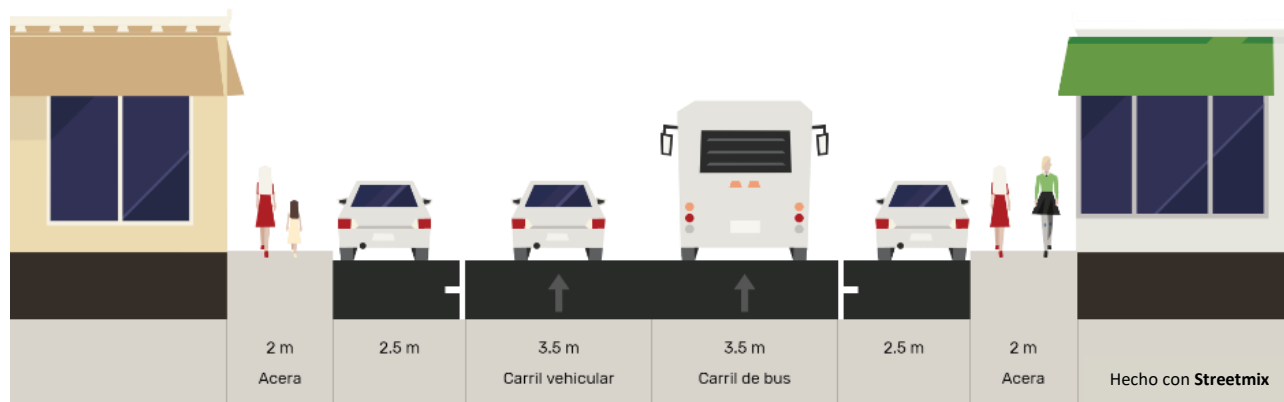 2 m
Acera
2.5 m
3.5 m
Carril vehicular
3.5 m
Carril de bus
2.5 m
2 m
Acera
Hecho con Streetmix